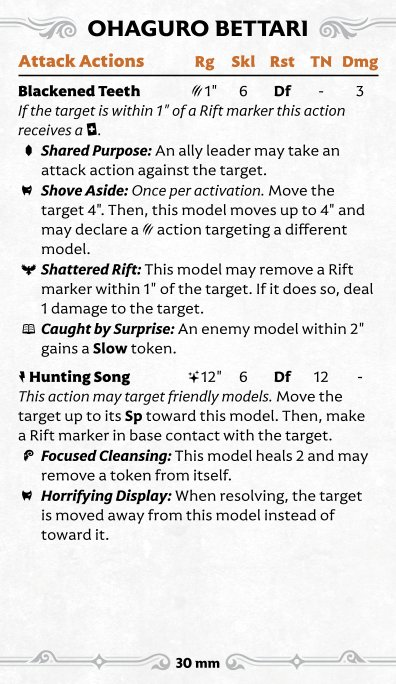 OHAGURO BETTARI
Attack Actions Rg Skl Rst TN Dmg
Blackened Teeth 1" 6 Df - 3
If the target is within 1" of a Rift marker this action
receives a .
Shared Purpose: An ally leader may take an
attack action against the target.
Shove Aside: Once per activation. Move the
target 4". Then, this model moves up to 4" and
may declare a action targeting a different
model.
Shattered Rift: This model may remove a Rift
marker within 1" of the target. If it does so, deal
1 damage to the target.
Caught by Surprise: An enemy model within 2"
gains a Slow token.
Hunting Song 12" 6 Df 12 -
This action may target friendly models. Move the
target up to its Sp toward this model. Then, make
a Rift marker in base contact with the target.
Focused Cleansing: This model heals 2 and may
remove a token from itself.
Horrifying Display: When resolving, the target
is moved away from this model instead of
toward it.
30 mm